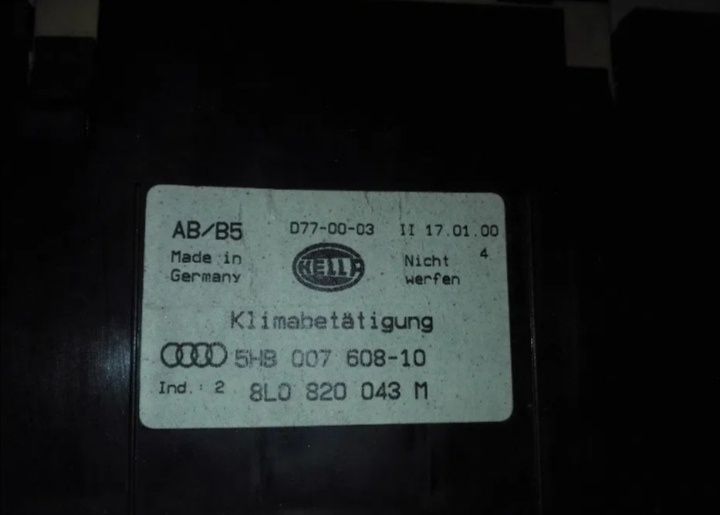 AB/B5 D77-00-03 II 17.01.00
Made in Germany HELLA Nicht werfen 4
Klimabetätigung
5HB 007 608-10
Ind.: 2 8L0 820 043 M